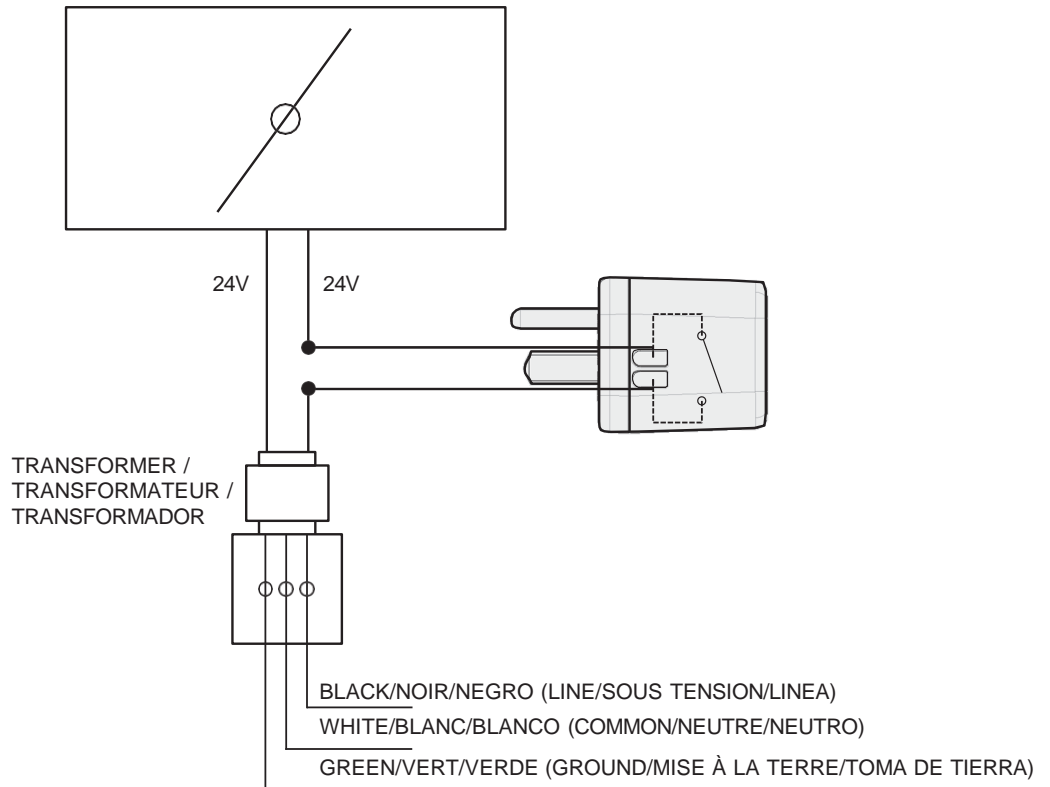 24V
24V
TRANSFORMER /
TRANSFORMATEUR /
TRANSFORMADOR
BLACK/NOIR/NEGRO (LINE/SOUS TENSION/LINEA)
WHITE/BLANC/BLANCO (COMMON/NEUTRE/NEUTRO)
GREEN/VERT/VERDE (GROUND/MISE À LA TERRE/TOMA DE TIERRA)